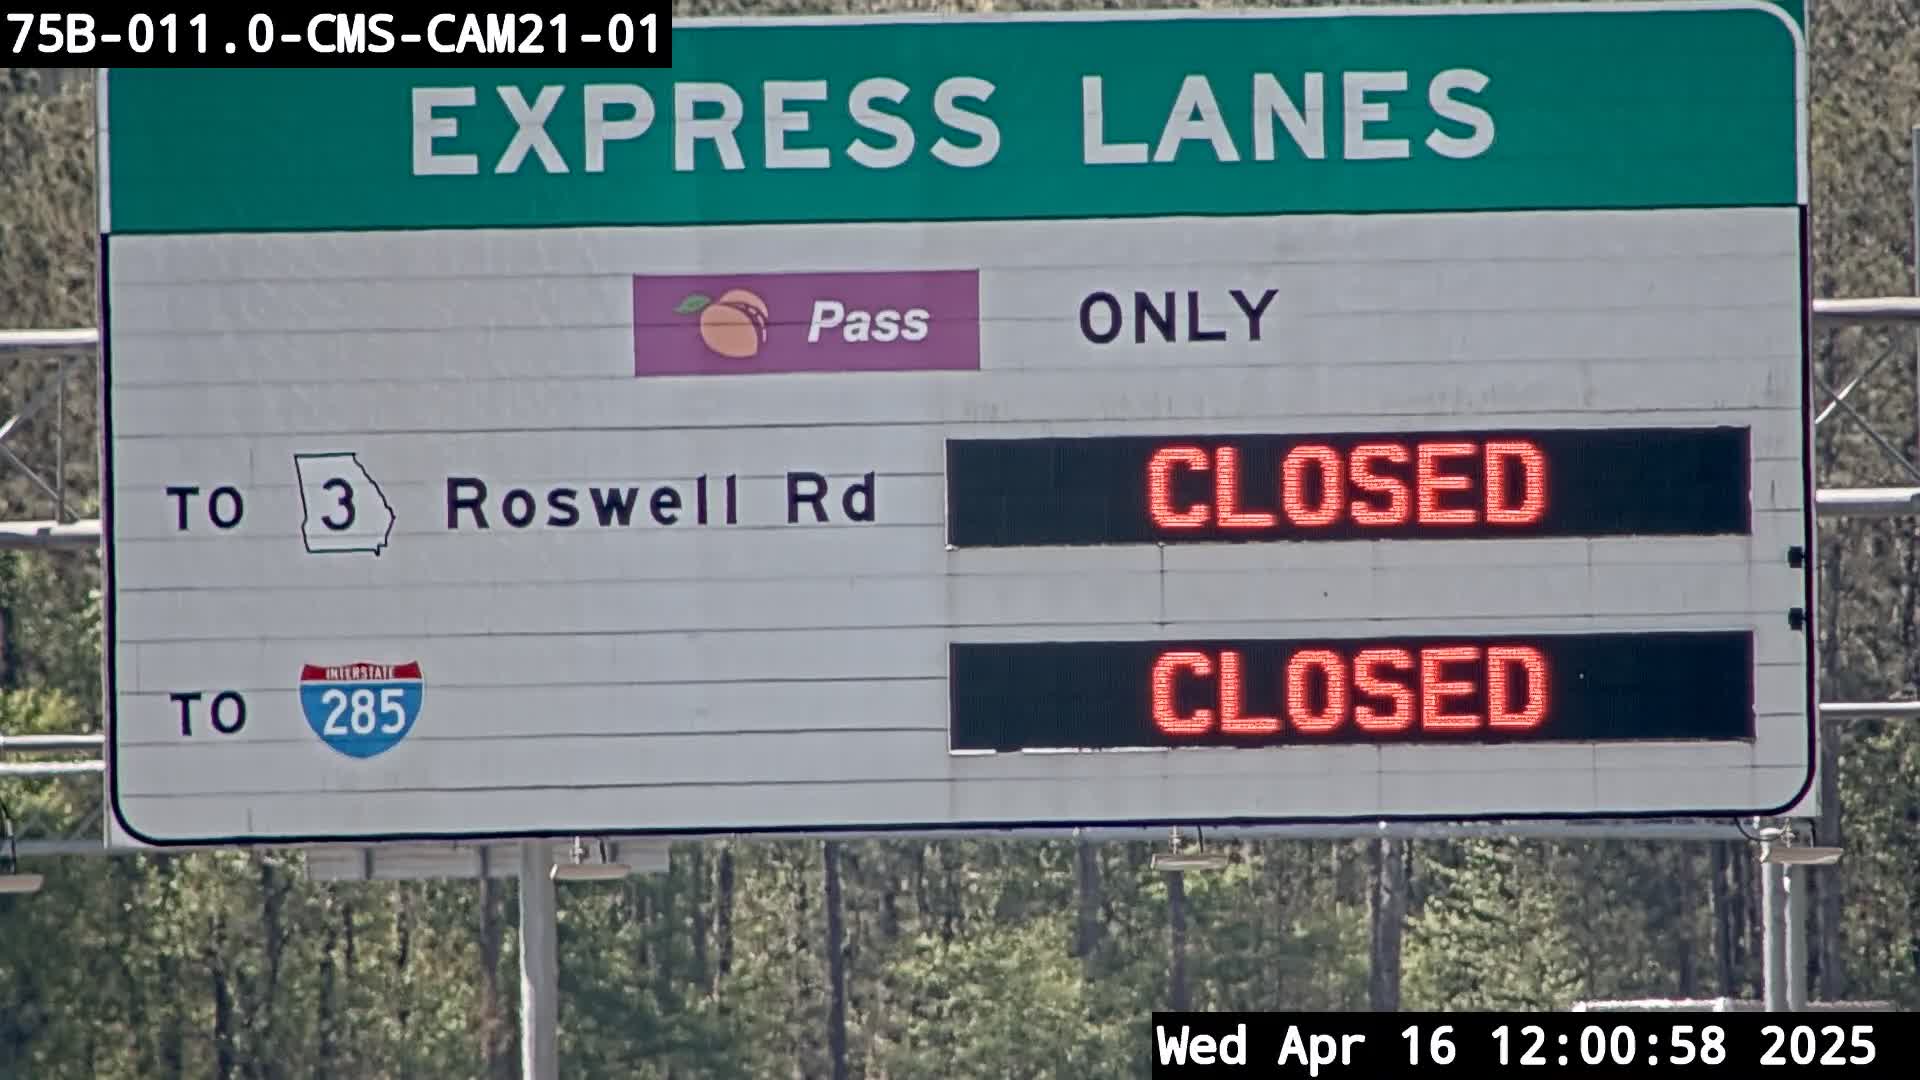 75B-011.0-CMS-CAM21-01
EXPRESS LANES
Pass ONLY
TO 3 Roswell Rd CLOSED
INTERSTATE
TO 285 CLOSED
Wed Apr 16 12:00:58 2025